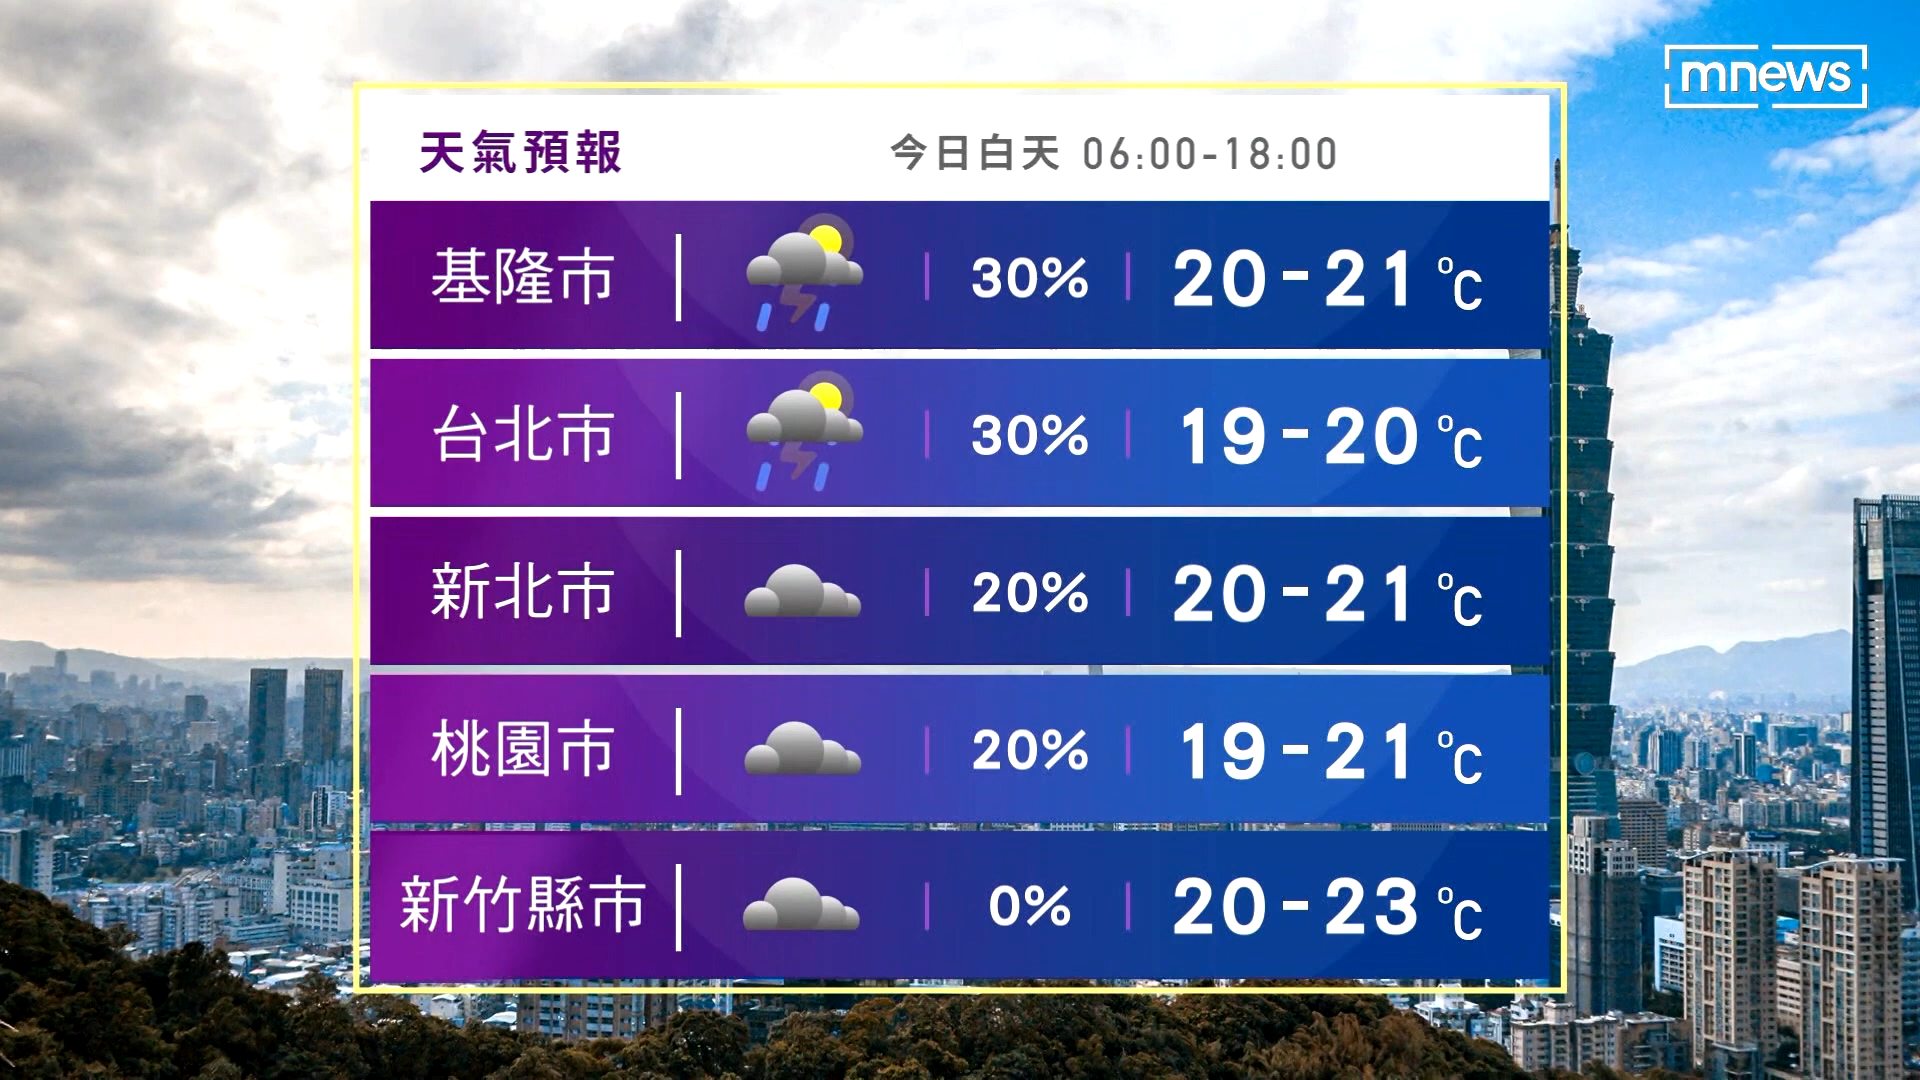 mnews
天氣預報 今日白天 06:00-18:00
基隆市 30% 20-21 °C
台北市 30% 19-20 °C
新北市 20% 20-21 °C
桃園市 20% 19-21 °C
新竹縣市 0% 20-23 °C